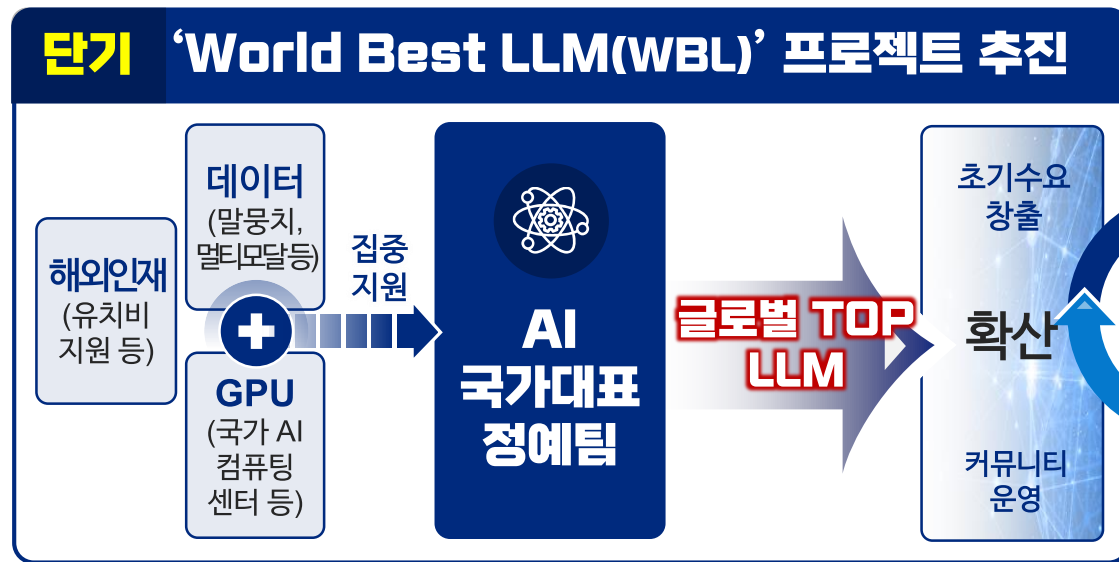 단기 ‘World Best LLM(WBL)’ 프로젝트 추진
해외인재
(유치비
지원 등)
데이터
(말뭉치,
멀티모달등)
GPU
(국가 AI
컴퓨팅
센터 등)
집중
지원
AI
국가대표
정예팀
글로벌 TOP
LLM
초기수요
창출
확산
커뮤니티
운영